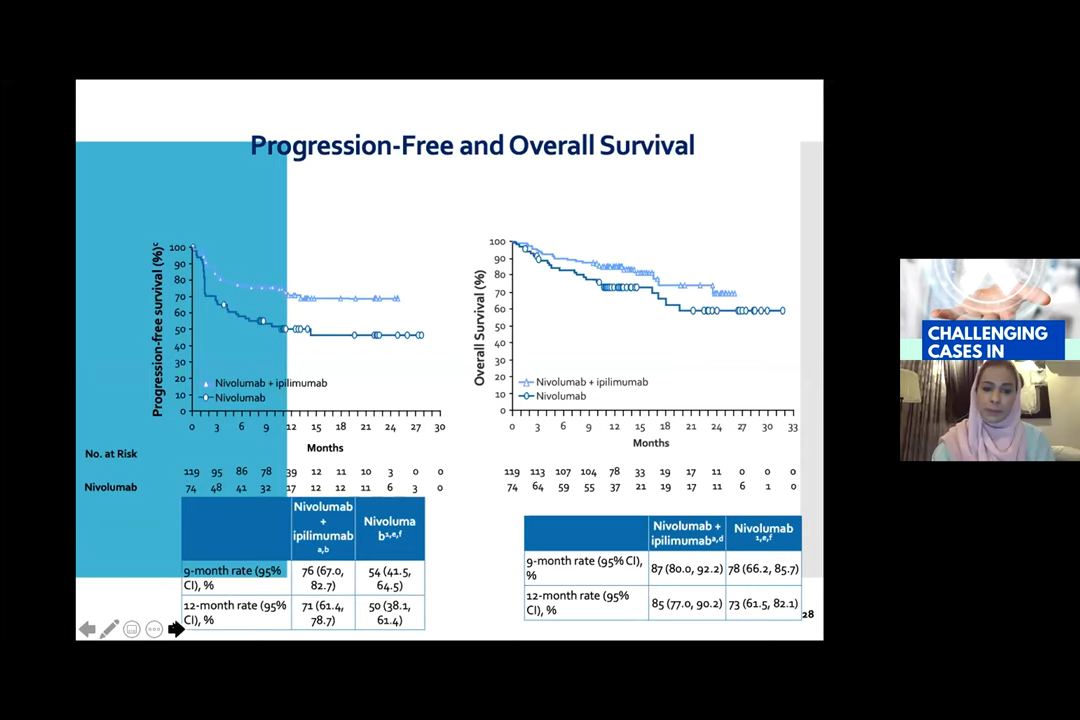 Progression-Free and Overall Survival
Progression-free survival (%)c
100
90
80
70
60
50
40
30
20
10
0
Nivolumab + ipilimumab
Nivolumab
0 3 6 9 12 15 18 21 24 27 30
Months
No. at Risk
119 95 86 78 39 12 11 10 3 0 0
Nivolumab 74 48 41 32 17 12 12 11 6 3 0
Nivolumab + ipilimumab a,b
Nivoluma b1,e,f
9-month rate (95% CI), %
76 (67.0, 82.7)
54 (41.5, 64.5)
12-month rate (95% CI), %
71 (61.4, 78.7)
50 (38.1, 61.4)
Overall Survival (%)
100
90
80
70
60
50
40
30
20
10
0
Nivolumab + ipilimumab
Nivolumab
0 3 6 9 12 15 18 21 24 27 30 33
Months
119 113 107 104 78 33 19 17 11 0 0 0
74 64 59 55 37 21 19 17 11 6 1 0
Nivolumab + ipilimumaba,d
Nivolumab 1,e,f
9-month rate (95% CI), %
87 (80.0, 92.2)
78 (66.2, 85.7)
12-month rate (95% CI), %
85 (77.0, 90.2)
73 (61.5, 82.1)
28
CHALLENGING
CASES IN